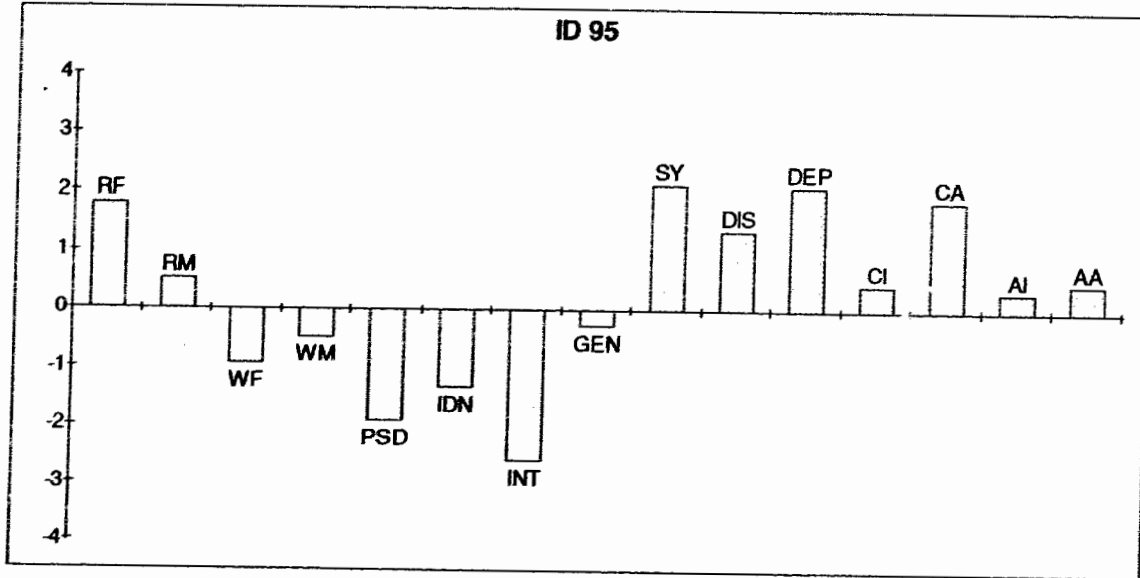 ID 95
4
3
2
1
0
-1
-2
-3
-4
RF
RM
WF
WM
PSD
IDN
INT
GEN
SY
DIS
DEP
CI
CA
AI
AA